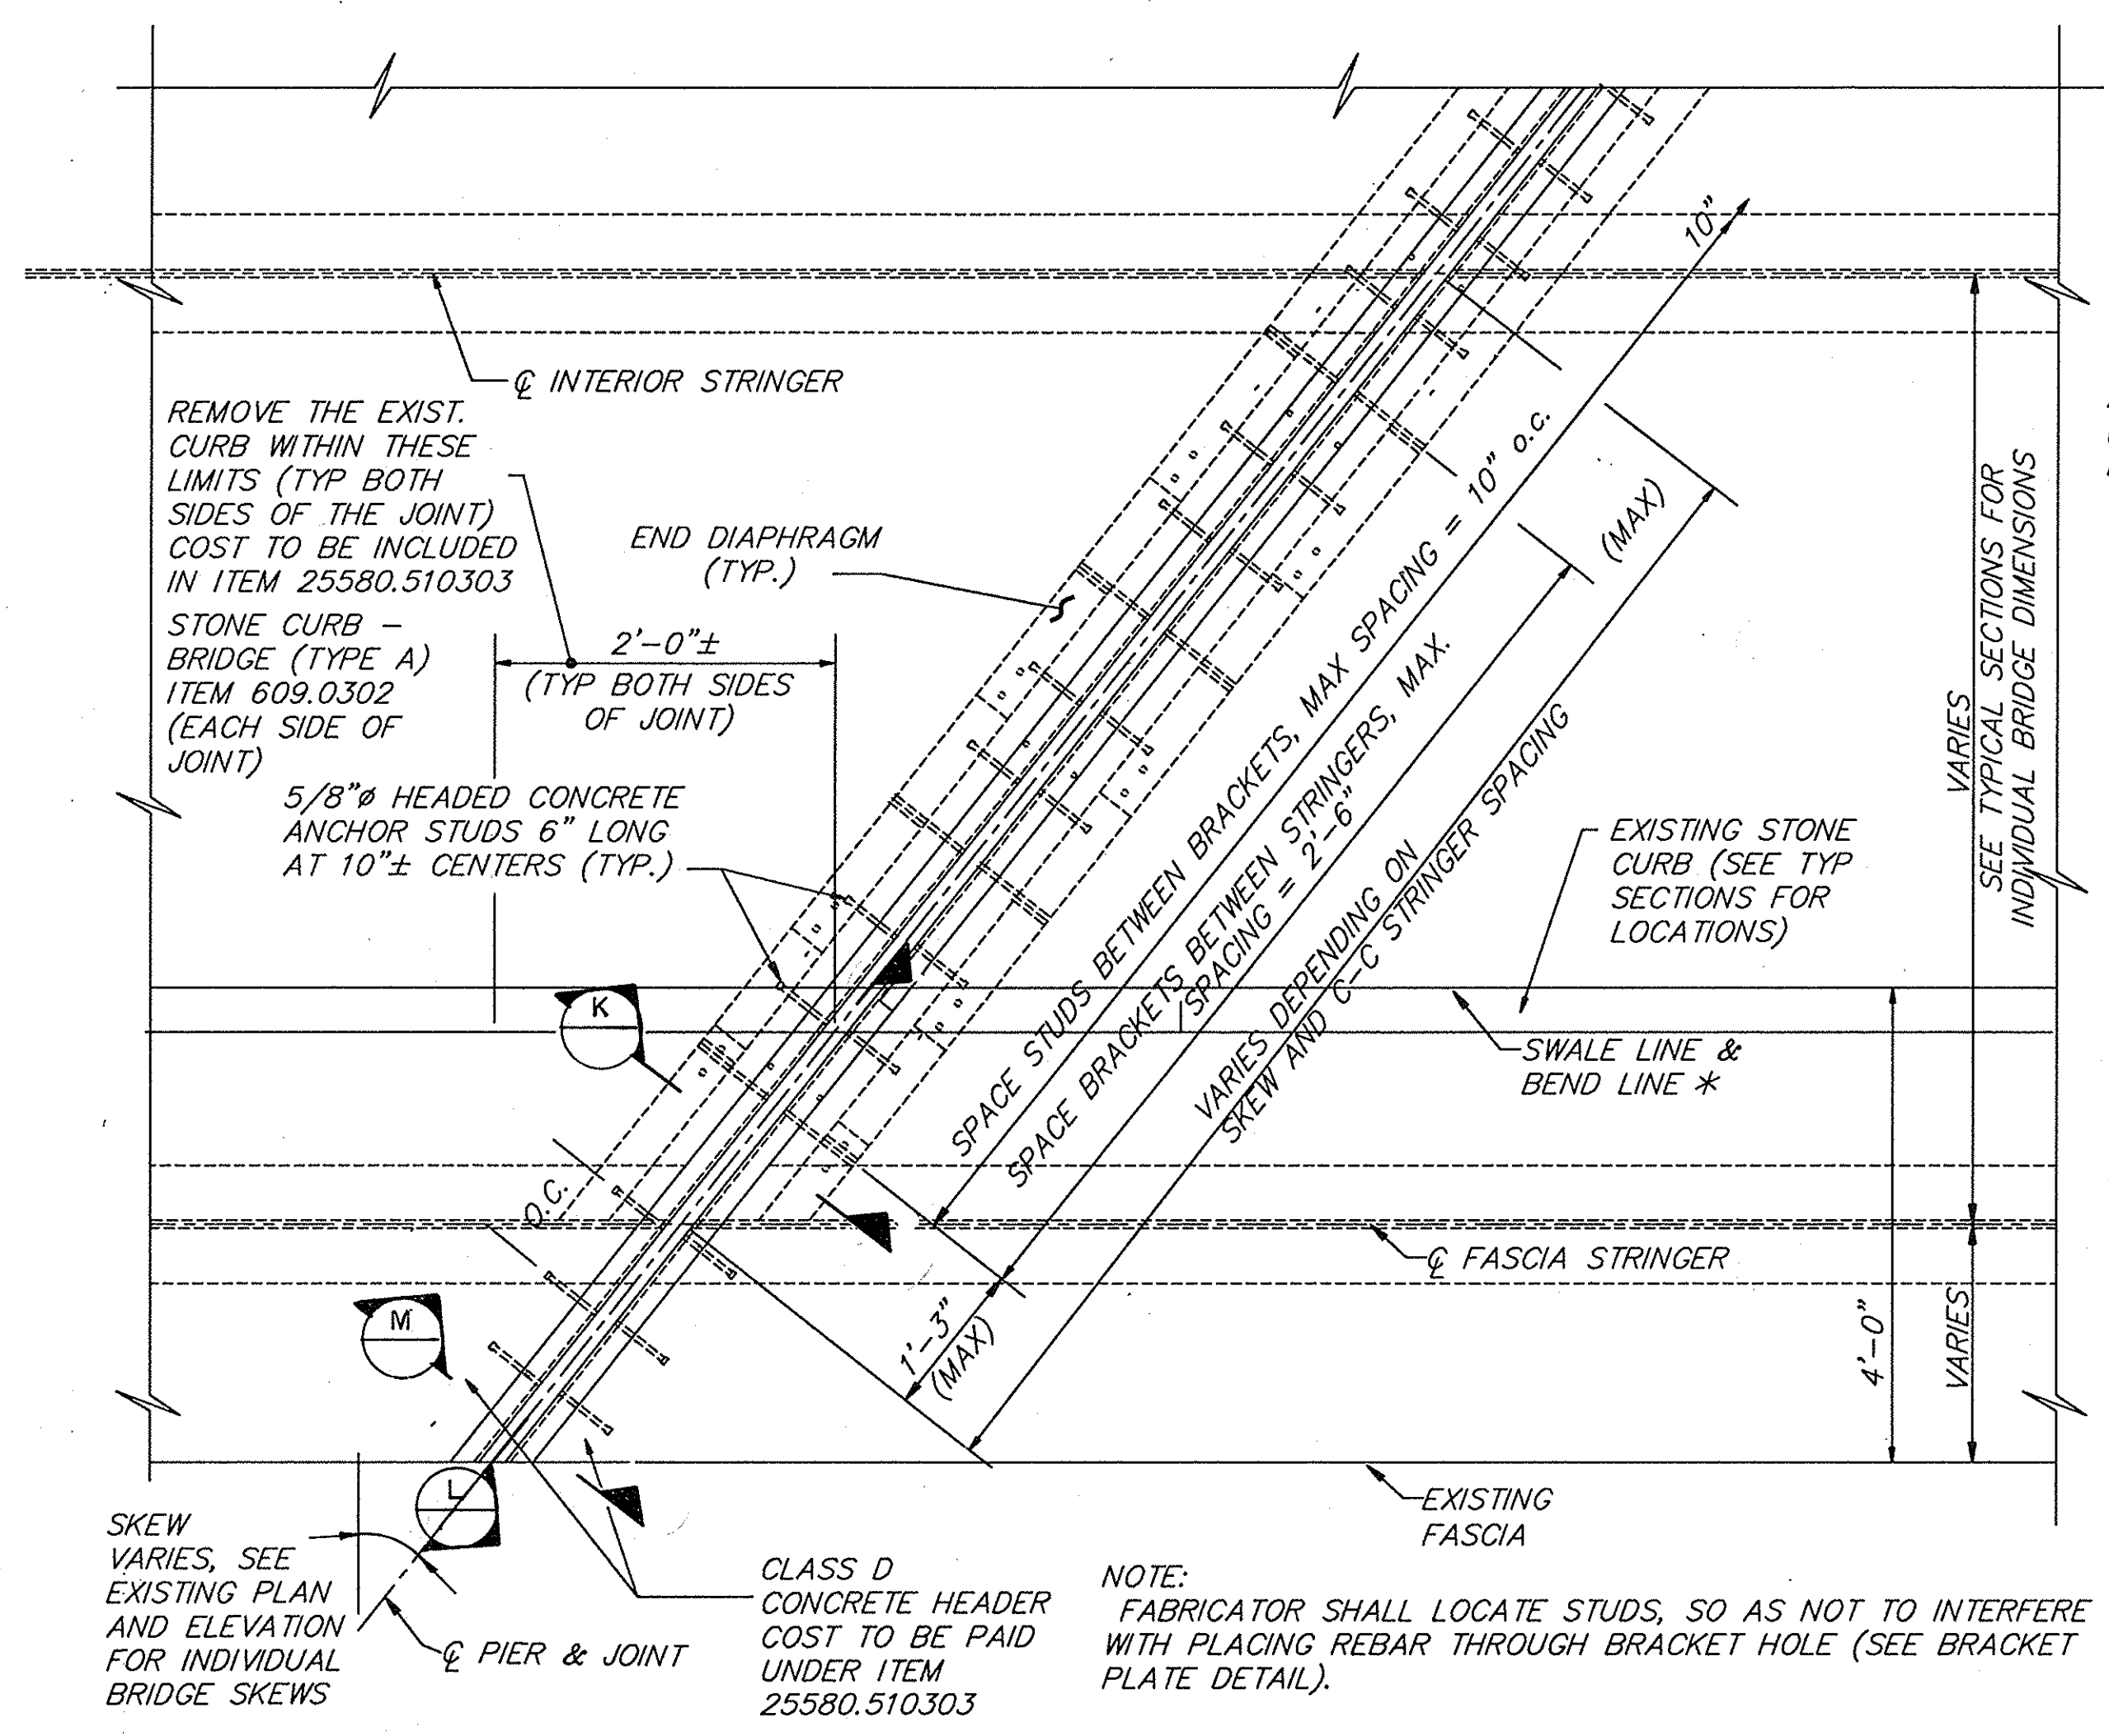 10"
℄ INTERIOR STRINGER
REMOVE THE EXIST.
CURB WITHIN THESE
LIMITS (TYP BOTH
SIDES OF THE JOINT)
COST TO BE INCLUDED
IN ITEM 25580.510303
STONE CURB -
BRIDGE (TYPE A)
ITEM 609.0302
(EACH SIDE OF
JOINT)
END DIAPHRAGM
(TYP.)
2'-0"±
(TYP BOTH SIDES
OF JOINT)
5/8"ø HEADED CONCRETE
ANCHOR STUDS 6" LONG
AT 10"± CENTERS (TYP.)
SPACE STUDS BETWEEN BRACKETS, MAX SPACING = 10" o.c.
SPACE BRACKETS BETWEEN STRINGERS, MAX.
SPACING = 2'-6"
(MAX)
VARIES DEPENDING ON
SKEW AND C-C STRINGER SPACING
VARIES
SEE TYPICAL SECTIONS FOR
INDIVIDUAL BRIDGE DIMENSIONS
EXISTING STONE
CURB (SEE TYP
SECTIONS FOR
LOCATIONS)
K
SWALE LINE &
BEND LINE *
O.C.
℄ FASCIA STRINGER
M
1'-3"
(MAX)
4'-0"
VARIES
L
EXISTING
FASCIA
SKEW
VARIES, SEE
EXISTING PLAN
AND ELEVATION
FOR INDIVIDUAL
BRIDGE SKEWS
℄ PIER & JOINT
CLASS D
CONCRETE HEADER
COST TO BE PAID
UNDER ITEM
25580.510303
NOTE:
FABRICATOR SHALL LOCATE STUDS, SO AS NOT TO INTERFERE
WITH PLACING REBAR THROUGH BRACKET HOLE (SEE BRACKET
PLATE DETAIL).